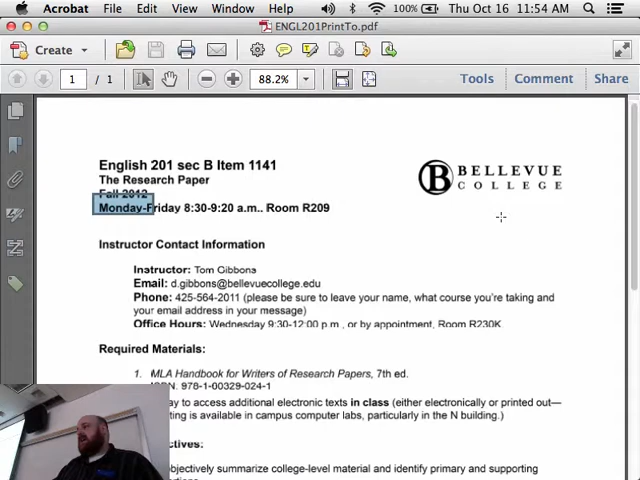 Acrobat File Edit View Window Help 100% Thu Oct 16 11:54 AM
ENGL201PrintTo.pdf
Create
1 / 1 88.2% Tools Comment Share
English 201 sec B Item 1141
The Research Paper
Fall 2012
Monday-Friday 8:30-9:20 a.m.. Room R209
BELLEVUE
COLLEGE
Instructor Contact Information
Instructor: Tom Gibbons
Email: d.gibbons@bellevuecollege.edu
Phone: 425-564-2011 (please be sure to leave your name, what course you're taking and
your email address in your message)
Office Hours: Wednesday 9:30-12:00 p.m., or by appointment, Room R230K
Required Materials:
1. MLA Handbook for Writers of Research Papers, 7th ed.
ISBN: 978-1-00329-024-1
ay to access additional electronic texts in class (either electronically or printed out—
ting is available in campus computer labs, particularly in the N building.)
ctives:
objectively summarize college-level material and identify primary and supporting